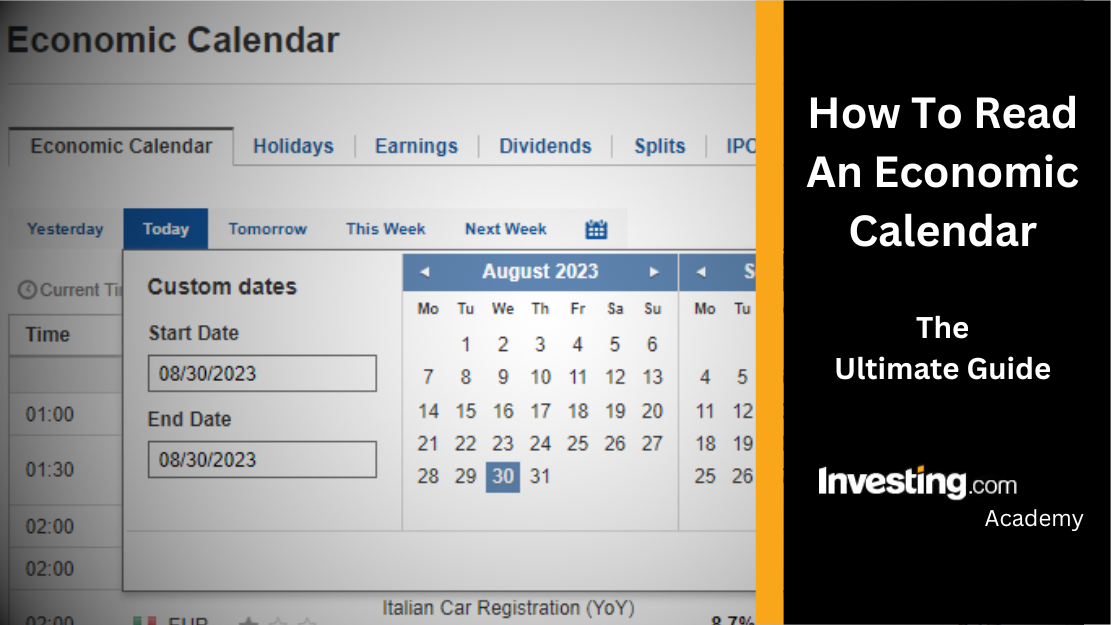 Economic Calendar
Economic Calendar Holidays Earnings Dividends Splits
Yesterday Today Tomorrow This Week Next Week
Current
Time
01:00
01:30
02:00
02:00
02:00
Custom dates
Start Date
08/30/2023
End Date
08/30/2023
August 2023
Mo Tu We Th Fr Sa Su
1 2 3 4 5 6
7 8 9 10 11 12 13
14 15 16 17 18 19 20
21 22 23 24 25 26 27
28 29 30 31
S
Mo Tu
4 5
11 12
18 19
25 26
EUR
Italian Car Registration (YoY)
8.7%
How To Read
An Economic
Calendar
The
Ultimate Guide
Investing.com
Academy